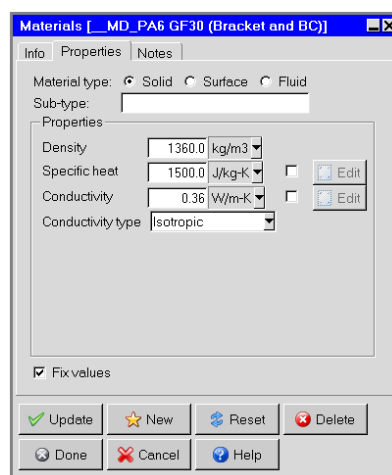 Materials [__MD_PA6 GF30 (Bracket and BC)]
Info Properties Notes
Material type: Solid Surface Fluid
Sub-type:
Properties
Density 1360.0 kg/m3
Specific heat 1500.0 J/kg-K Edit
Conductivity 0.36 W/m-K Edit
Conductivity type Isotropic
Fix values
Update New Reset Delete
Done Cancel Help